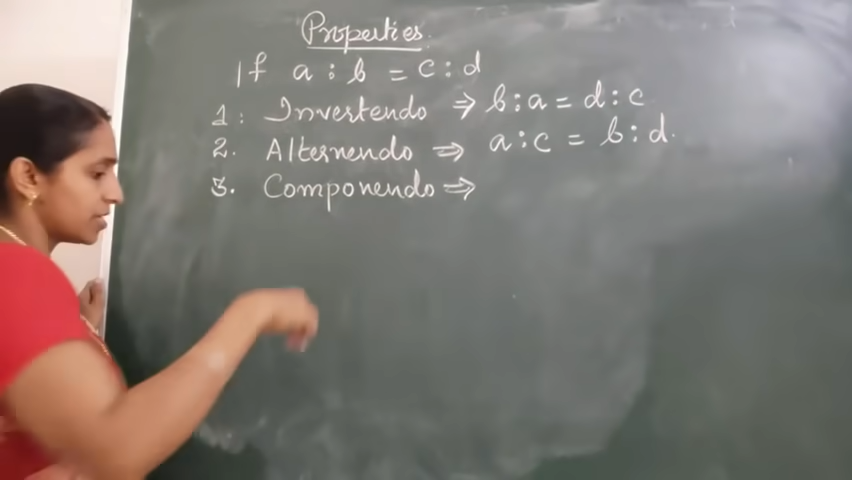 Properties.
If a : b = c : d
1: Invertendo ⇒ b : a = d : c
2. Alternendo ⇒ a : c = b : d.
3. Componendo ⇒